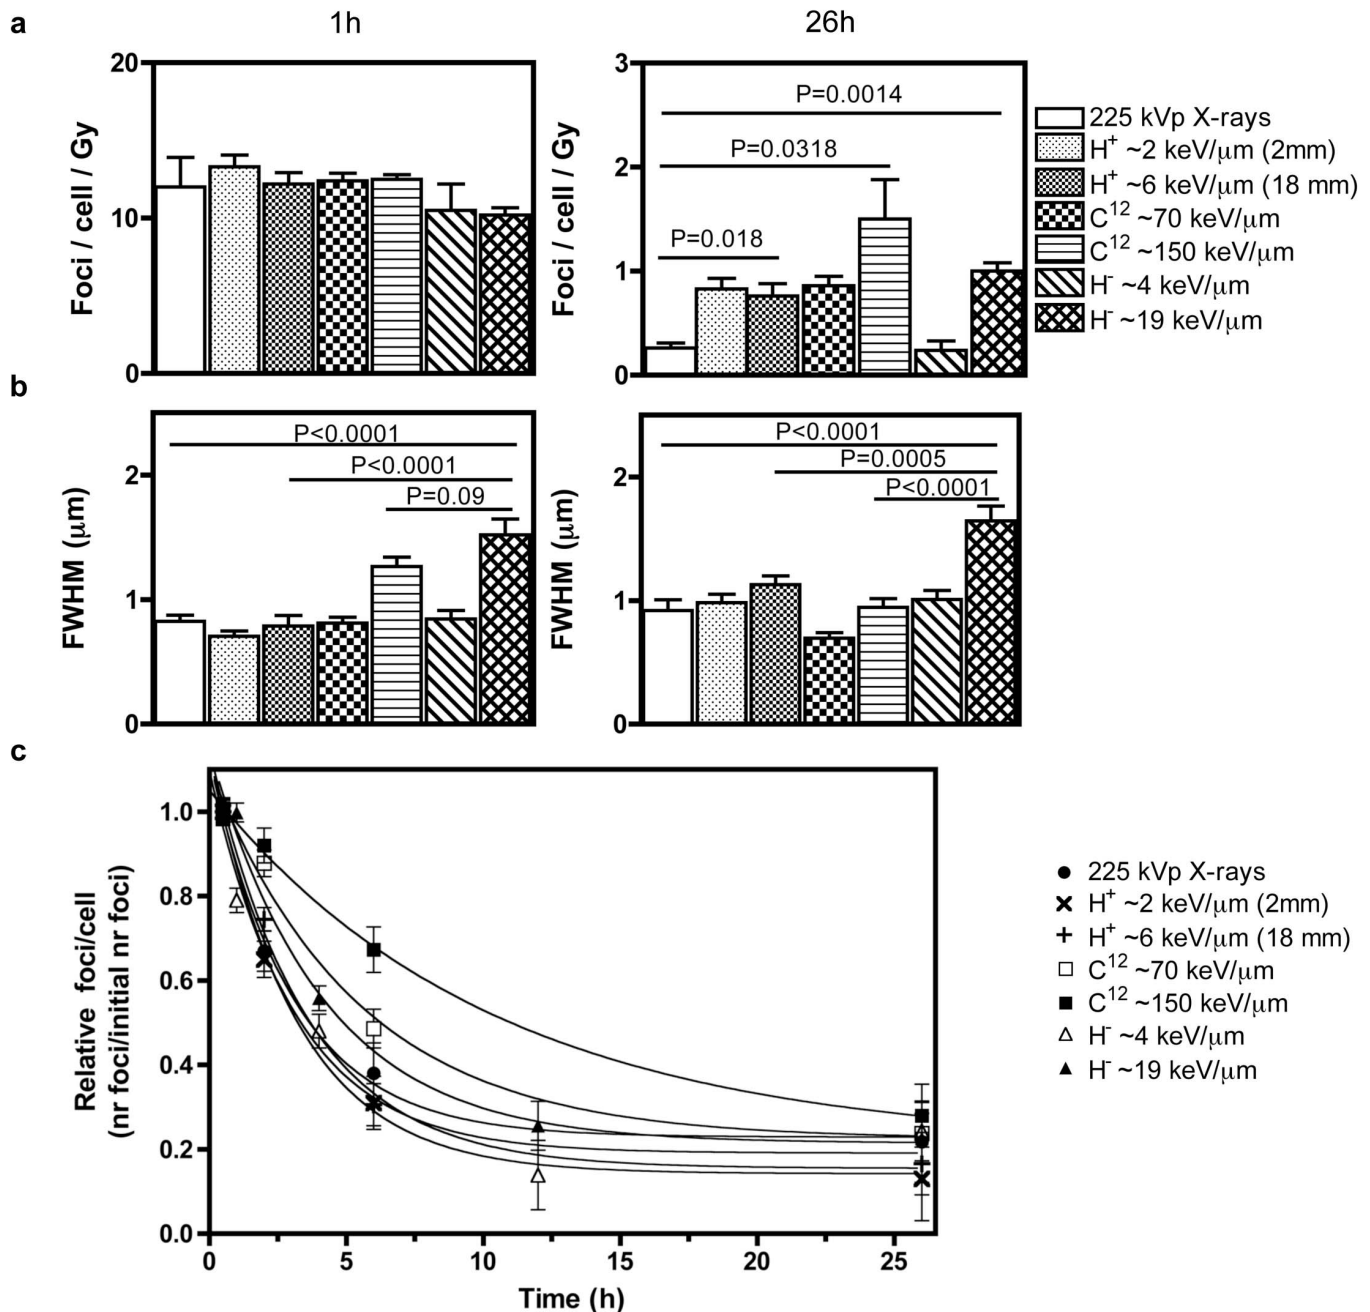 a
1h
26h
20
10
0
Foci / cell / Gy
3
2
1
0
Foci / cell / Gy
P=0.0014
P=0.0318
P=0.018
225 kVp X-rays
H+ ~2 keV/μm (2mm)
H+ ~6 keV/μm (18 mm)
C12 ~70 keV/μm
C12 ~150 keV/μm
H- ~4 keV/μm
H- ~19 keV/μm
b
2
1
0
FWHM (μm)
P<0.0001
P<0.0001
P=0.09
2
1
0
FWHM (μm)
P<0.0001
P=0.0005
P<0.0001
c
1.0
0.8
0.6
0.4
0.2
0.0
Relative foci/cell
(nr foci/initial nr foci)
0
5
10
15
20
25
Time (h)
225 kVp X-rays
H+ ~2 keV/μm (2mm)
H+ ~6 keV/μm (18 mm)
C12 ~70 keV/μm
C12 ~150 keV/μm
H- ~4 keV/μm
H- ~19 keV/μm